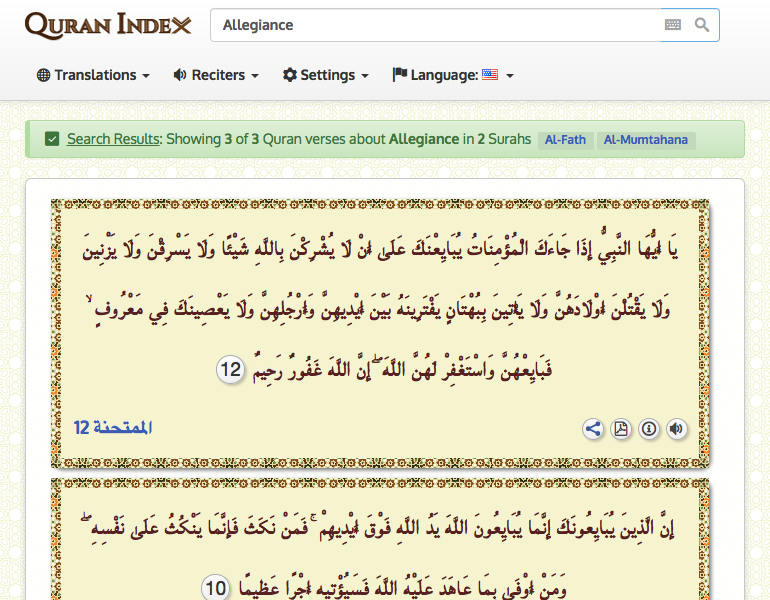 QURAN INDEX
Allegiance
Translations Reciters Settings Language:
Search Results: Showing 3 of 3 Quran verses about Allegiance in 2 Surahs Al-Fath Al-Mumtahana
يَا أَيُّهَا النَّبِيُّ إِذَا جَاءَكَ الْمُؤْمِنَاتُ يُبَايِعْنَكَ عَلَىٰ أَنْ لَا يُشْرِكْنَ بِاللَّهِ شَيْئًا وَلَا يَسْرِقْنَ وَلَا يَزْنِينَ
وَلَا يَقْتُلْنَ أَوْلَادَهُنَّ وَلَا يَأْتِينَ بِبُهْتَانٍ يَفْتَرِينَهُ بَيْنَ أَيْدِيهِنَّ وَأَرْجُلِهِنَّ وَلَا يَعْصِينَكَ فِي مَعْرُوفٍ ۙ
فَبَايِعْهُنَّ وَاسْتَغْفِرْ لَهُنَّ اللَّهَ ۖ إِنَّ اللَّهَ غَفُورٌ رَحِيمٌ 12
الممتحنة 12
إِنَّ الَّذِينَ يُبَايِعُونَكَ إِنَّمَا يُبَايِعُونَ اللَّهَ يَدُ اللَّهِ فَوْقَ أَيْدِيهِمْ ۚ فَمَنْ نَكَثَ فَإِنَّمَا يَنْكُثُ عَلَىٰ نَفْسِهِ ۖ
وَمَنْ أَوْفَىٰ بِمَا عَاهَدَ عَلَيْهُ اللَّهَ فَسَيُؤْتِيهِ أَجْرًا عَظِيمًا 10